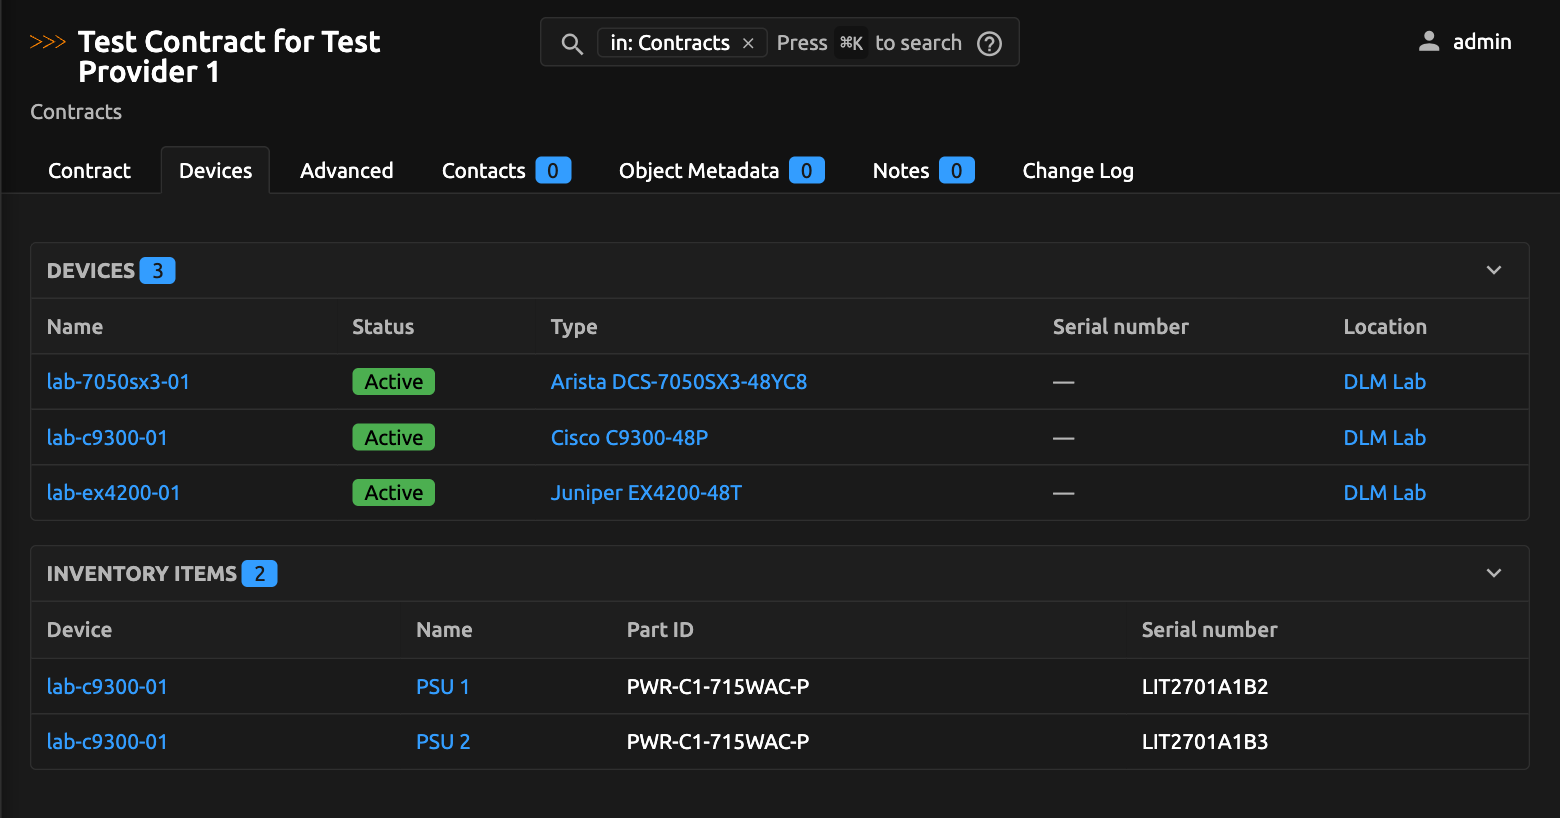 >>> Test Contract for Test
Provider 1
in: Contracts × Press ⌘K to search ?
admin
Contracts
Contract Devices Advanced Contacts 0 Object Metadata 0 Notes 0 Change Log
DEVICES 3
Name Status Type Serial number Location
lab-7050sx3-01 Active Arista DCS-7050SX3-48YC8 — DLM Lab
lab-c9300-01 Active Cisco C9300-48P — DLM Lab
lab-ex4200-01 Active Juniper EX4200-48T — DLM Lab
INVENTORY ITEMS 2
Device Name Part ID Serial number
lab-c9300-01 PSU 1 PWR-C1-715WAC-P LIT2701A1B2
lab-c9300-01 PSU 2 PWR-C1-715WAC-P LIT2701A1B3